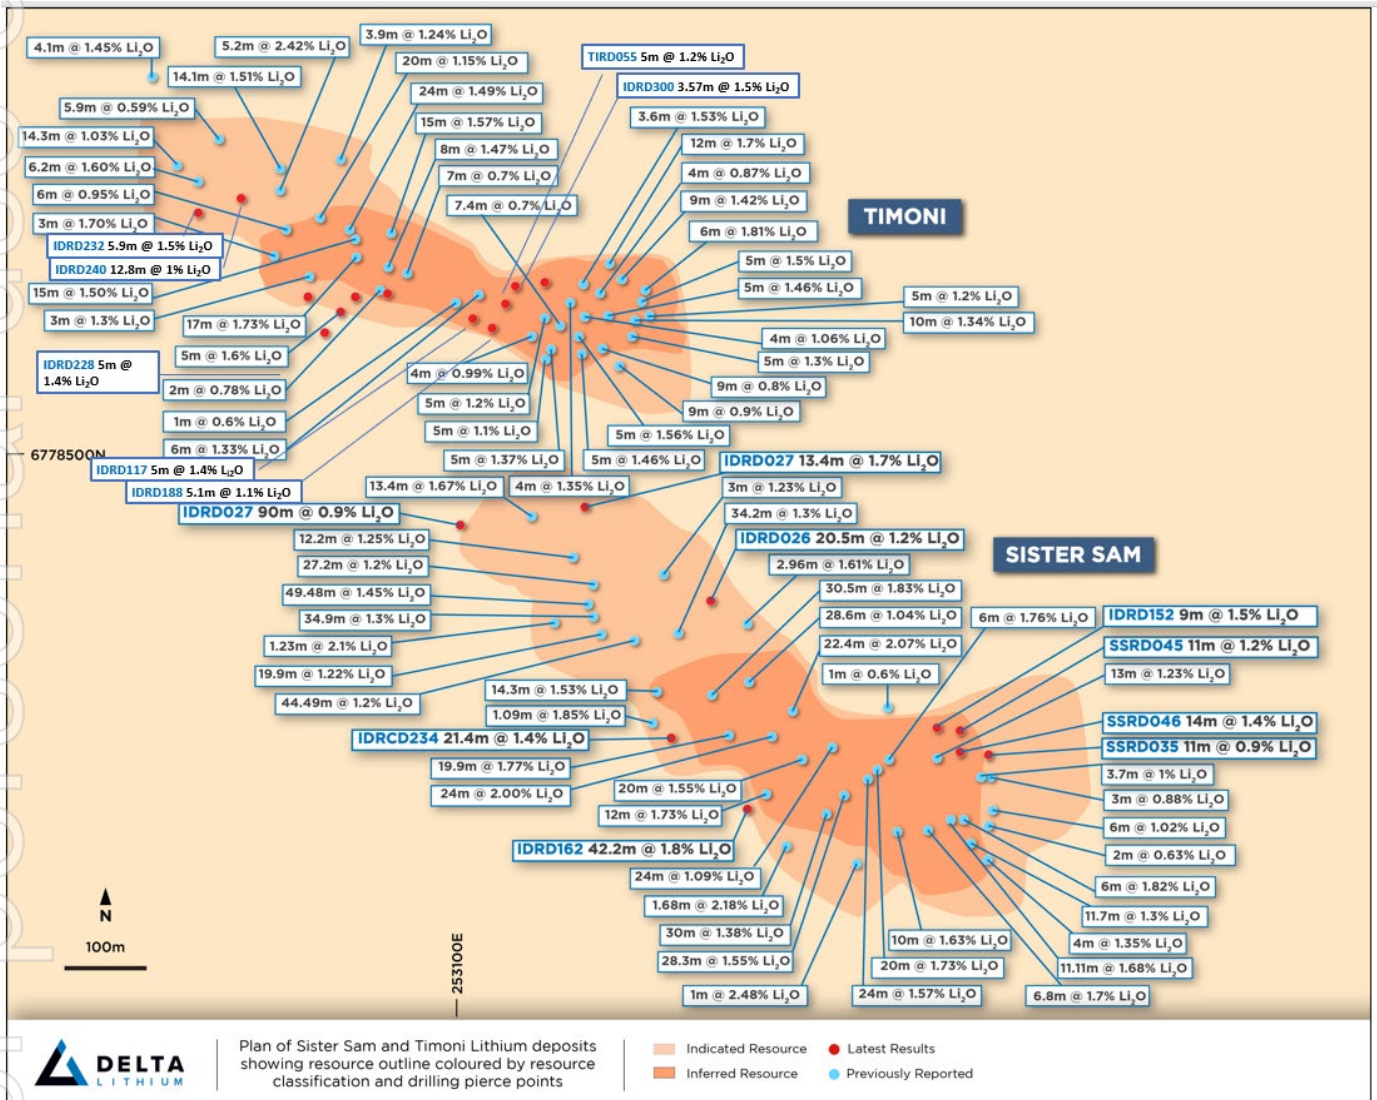 4.1m @ 1.45% Li₂O
5.2m @ 2.42% Li₂O
3.9m @ 1.24% Li₂O
14.1m @ 1.51% Li₂O
20m @ 1.15% Li₂O
TIRD055 5m @ 1.2% Li₂O
5.9m @ 0.59% Li₂O
24m @ 1.49% Li₂O
IDRD300 3.57m @ 1.5% Li₂O
14.3m @ 1.03% Li₂O
15m @ 1.57% Li₂O
3.6m @ 1.53% Li₂O
6.2m @ 1.60% Li₂O
8m @ 1.47% Li₂O
12m @ 1.7% Li₂O
6m @ 0.95% Li₂O
7m @ 0.7% Li₂O
4m @ 0.87% Li₂O
3m @ 1.70% Li₂O
7.4m @ 0.7% Li₂O
9m @ 1.42% Li₂O
TIMONI
IDRD232 5.9m @ 1.5% Li₂O
6m @ 1.81% Li₂O
IDRD240 12.8m @ 1% Li₂O
5m @ 1.5% Li₂O
15m @ 1.50% Li₂O
5m @ 1.46% Li₂O
5m @ 1.2% Li₂O
3m @ 1.3% Li₂O
10m @ 1.34% Li₂O
17m @ 1.73% Li₂O
4m @ 1.06% Li₂O
5m @ 1.6% Li₂O
5m @ 1.3% Li₂O
IDRD228 5m @
1.4% Li₂O
4m @ 0.99% Li₂O
9m @ 0.8% Li₂O
2m @ 0.78% Li₂O
5m @ 1.2% Li₂O
9m @ 0.9% Li₂O
1m @ 0.6% Li₂O
5m @ 1.1% Li₂O
5m @ 1.56% Li₂O
6m @ 1.33% Li₂O
6778500N
5m @ 1.37% Li₂O
5m @ 1.46% Li₂O
IDRD027 13.4m @ 1.7% Li₂O
IDRD117 5m @ 1.4% Li₂O
IDRD188 5.1m @ 1.1% Li₂O
13.4m @ 1.67% Li₂O
4m @ 1.35% Li₂O
3m @ 1.23% Li₂O
IDRD027 90m @ 0.9% Li₂O
34.2m @ 1.3% Li₂O
12.2m @ 1.25% Li₂O
IDRD026 20.5m @ 1.2% Li₂O
SISTER SAM
27.2m @ 1.2% Li₂O
2.96m @ 1.61% Li₂O
49.48m @ 1.45% Li₂O
30.5m @ 1.83% Li₂O
34.9m @ 1.3% Li₂O
28.6m @ 1.04% Li₂O
6m @ 1.76% Li₂O
IDRD152 9m @ 1.5% Li₂O
1.23m @ 2.1% Li₂O
22.4m @ 2.07% Li₂O
SSRD045 11m @ 1.2% Li₂O
19.9m @ 1.22% Li₂O
1m @ 0.6% Li₂O
13m @ 1.23% Li₂O
44.49m @ 1.2% Li₂O
14.3m @ 1.53% Li₂O
1.09m @ 1.85% Li₂O
SSRD046 14m @ 1.4% Li₂O
IDRCD234 21.4m @ 1.4% Li₂O
SSRD035 11m @ 0.9% Li₂O
19.9m @ 1.77% Li₂O
3.7m @ 1% Li₂O
24m @ 2.00% Li₂O
20m @ 1.55% Li₂O
3m @ 0.88% Li₂O
12m @ 1.73% Li₂O
6m @ 1.02% Li₂O
IDRD162 42.2m @ 1.8% Li₂O
2m @ 0.63% Li₂O
24m @ 1.09% Li₂O
6m @ 1.82% Li₂O
1.68m @ 2.18% Li₂O
11.7m @ 1.3% Li₂O
30m @ 1.38% Li₂O
10m @ 1.63% Li₂O
4m @ 1.35% Li₂O
28.3m @ 1.55% Li₂O
20m @ 1.73% Li₂O
11.11m @ 1.68% Li₂O
1m @ 2.48% Li₂O
24m @ 1.57% Li₂O
6.8m @ 1.7% Li₂O
N
100m
253100E
DELTA
LITHIUM
Plan of Sister Sam and Timoni Lithium deposits
showing resource outline coloured by resource
classification and drilling pierce points
Indicated Resource
Latest Results
Inferred Resource
Previously Reported